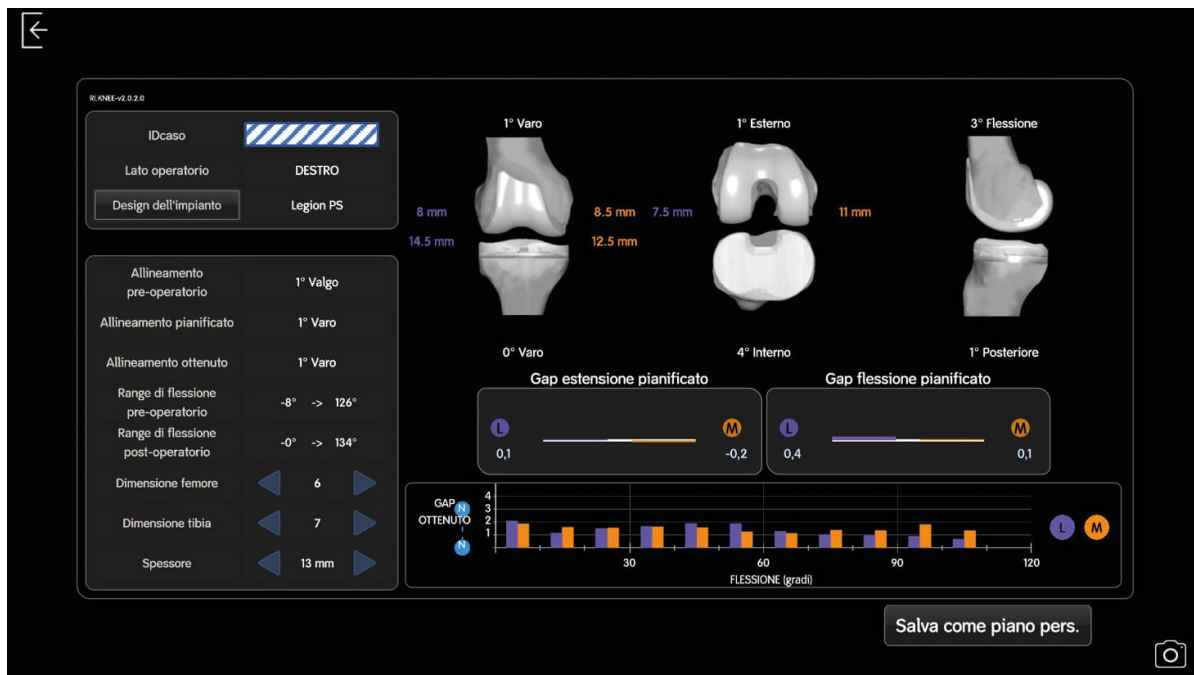 RI.KNEE-v2.0.2.0
IDcaso
Lato operatorio DESTRO
Design dell'impianto Legion PS
Allineamento
pre-operatorio
1° Valgo
Allineamento pianificato 1° Varo
Allineamento ottenuto 1° Varo
Range di flessione
pre-operatorio
-8° -> 126°
Range di flessione
post-operatorio
-0° -> 134°
Dimensione femore 6
Dimensione tibia 7
Spessore 13 mm
1° Varo 1° Esterno 3° Flessione
8 mm 8.5 mm 7.5 mm 11 mm
14.5 mm 12.5 mm
0° Varo 4° Interno 1° Posteriore
Gap estensione pianificato
L M
0,1 -0,2
Gap flessione pianificato
L M
0,4 0,1
GAP
OTTENUTO
N
N
4
3
2
1
30 60 90 120
FLESSIONE (gradi)
L M
Salva come piano pers.